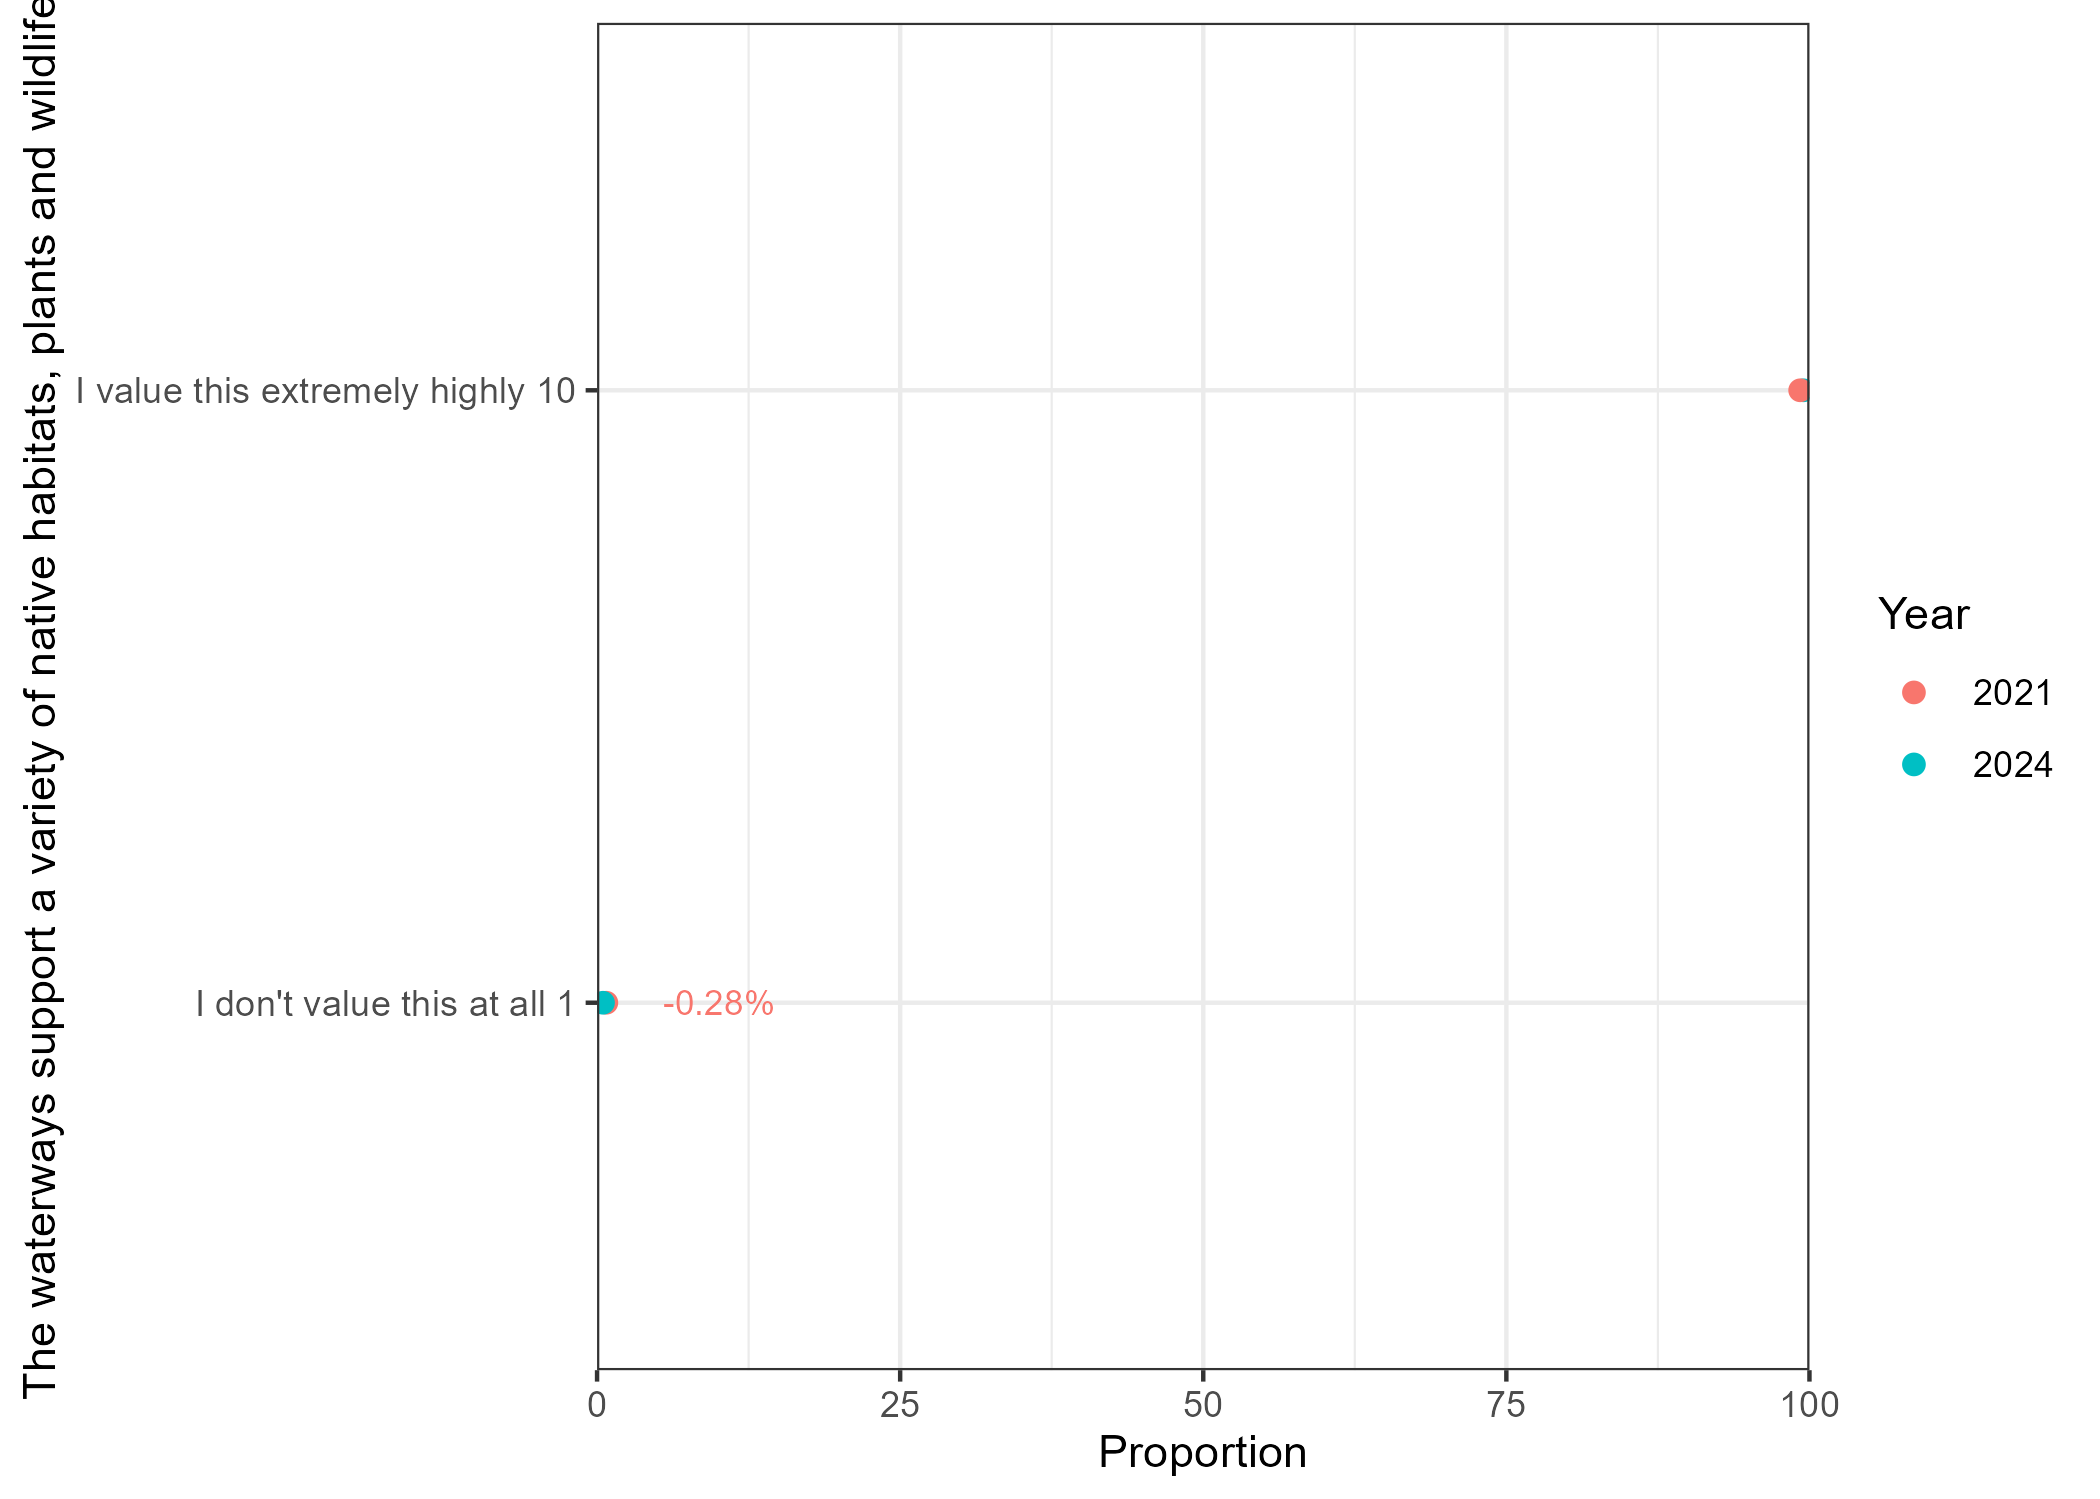 The waterways support a variety of native habitats, plants and wildlife
I value this extremely highly 10
I don't value this at all 1
-0.28%
0
25
50
75
100
Proportion
Year
2021
2024